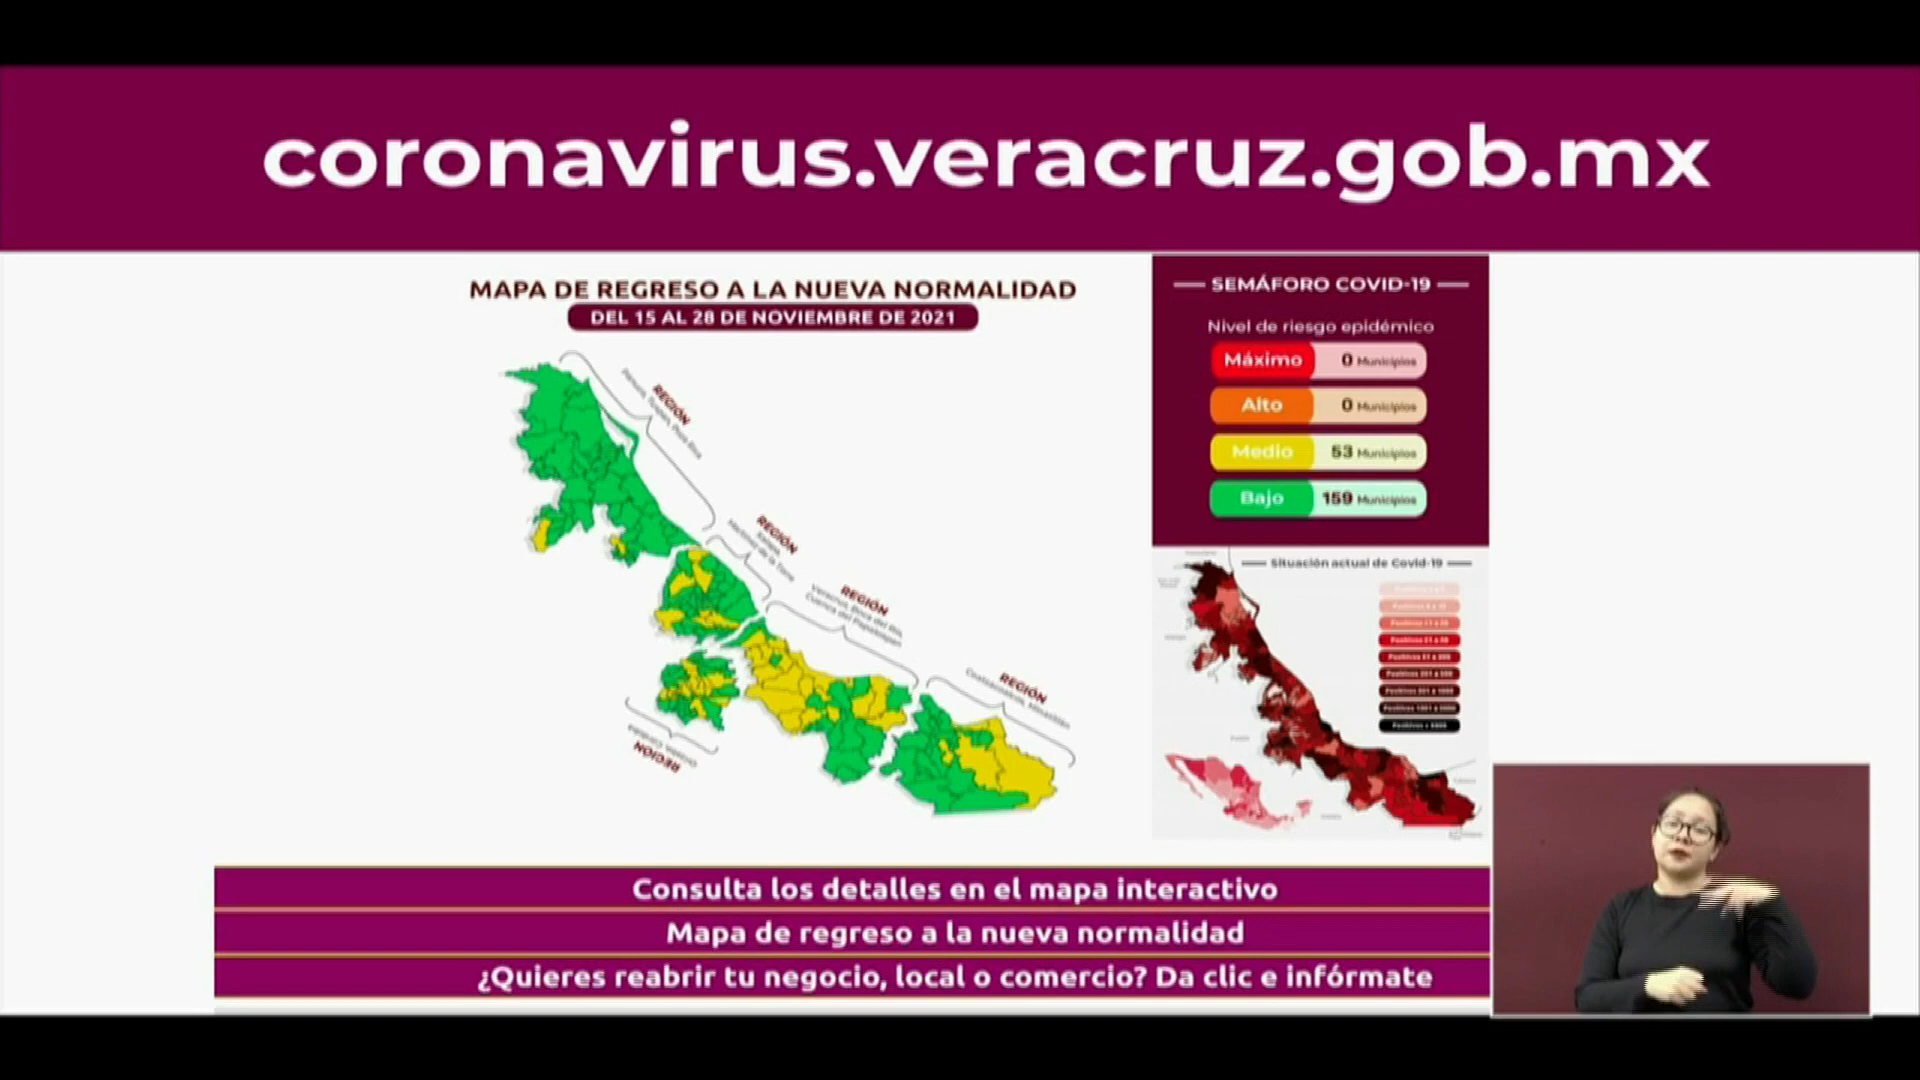 coronavirus.veracruz.gob.mx
MAPA DE REGRESO A LA NUEVA NORMALIDAD
DEL 15 AL 28 DE NOVIEMBRE DE 2021
REGIÓN
REGIÓN
REGIÓN
REGIÓN
REGIÓN
SEMÁFORO COVID-19
Nivel de riesgo epidémico
Máximo 0 Municipios
Alto 0 Municipios
Medio 53 Municipios
Bajo 159 Municipios
Situación actual de Covid-19
Consulta los detalles en el mapa interactivo
Mapa de regreso a la nueva normalidad
¿Quieres reabrir tu negocio, local o comercio? Da clic e infórmate